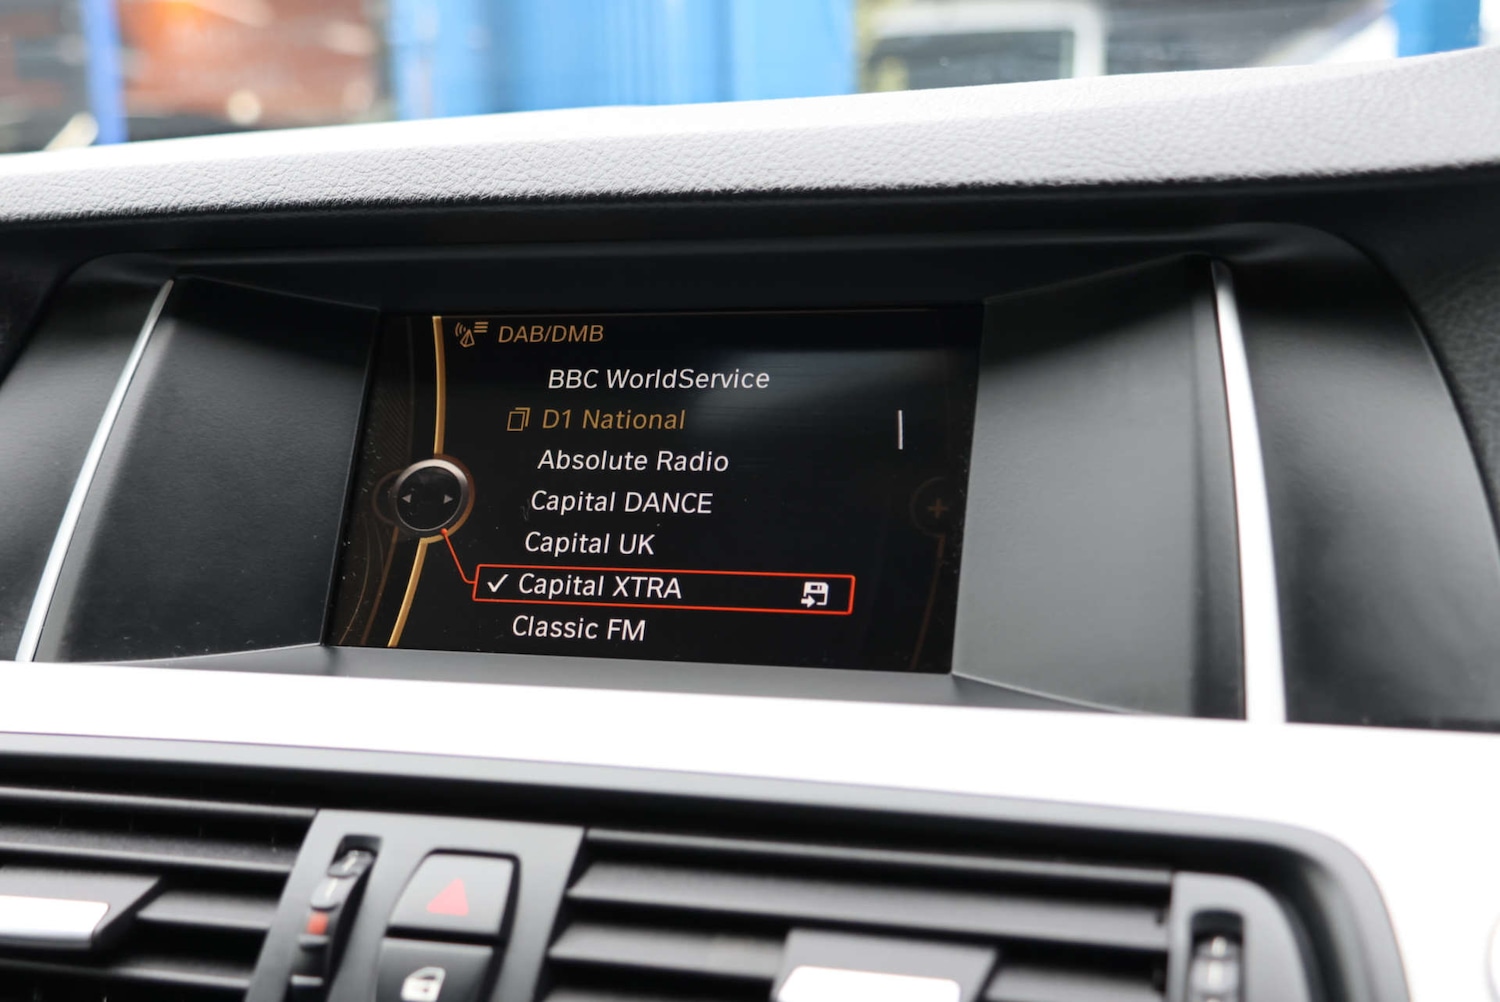 DAB/DMB
BBC WorldService
D1 National
Absolute Radio
Capital DANCE
Capital UK
✓ Capital XTRA
Classic FM